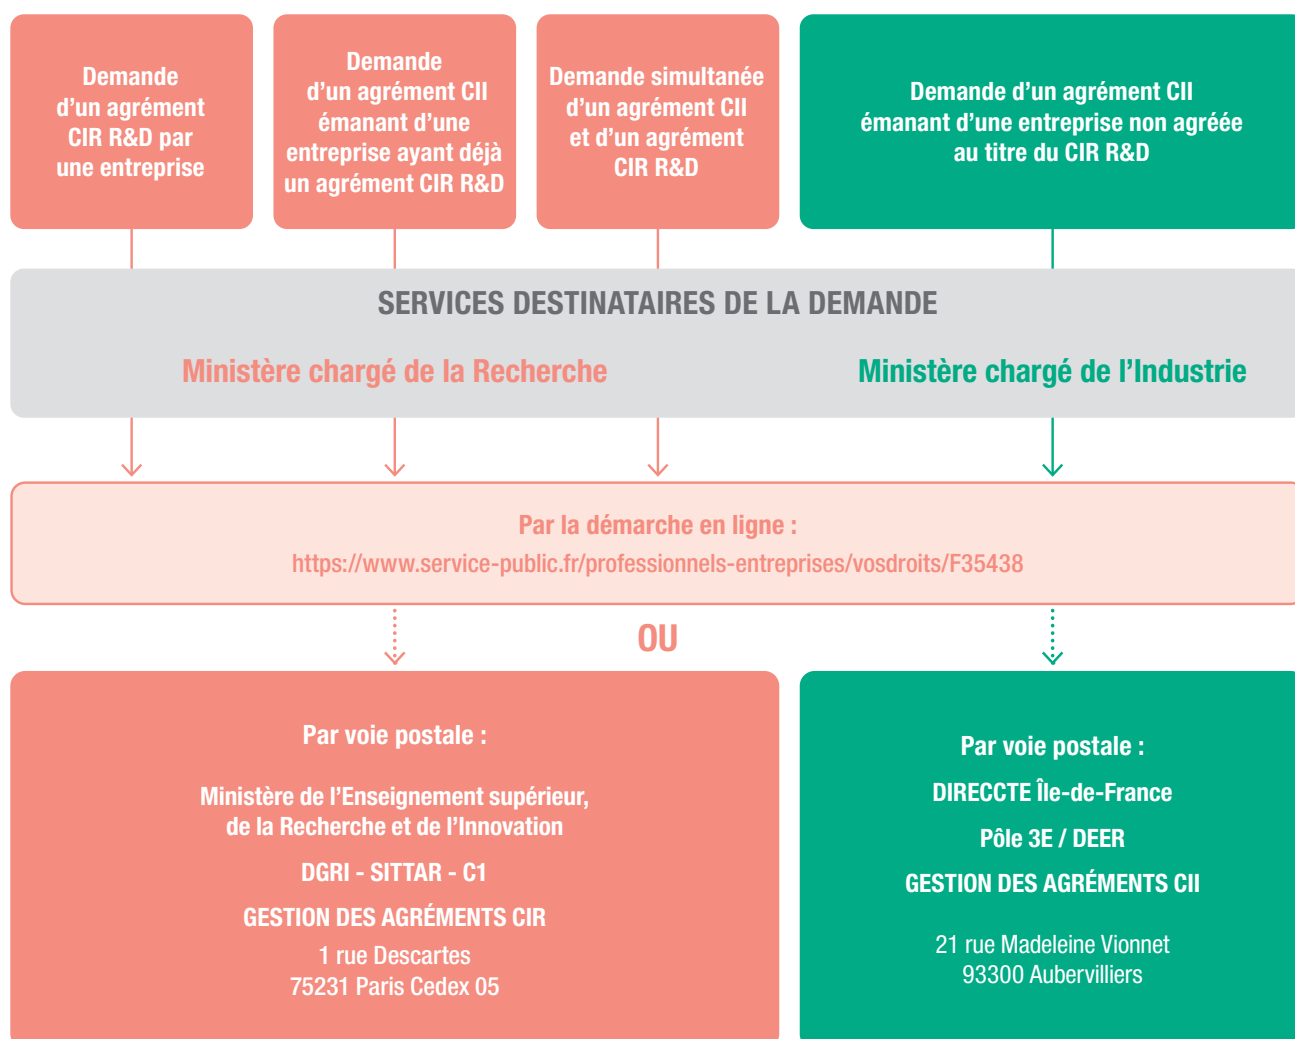 Demande
d’un agrément
CIR R&D par
une entreprise
Demande
d’un agrément CII
émanant d’une
entreprise ayant déjà
un agrément CIR R&D
Demande simultanée
d’un agrément CII
et d’un agrément
CIR R&D
Demande d’un agrément CII
émanant d’une entreprise non agréée
au titre du CIR R&D
SERVICES DESTINATAIRES DE LA DEMANDE
Ministère chargé de la Recherche
Ministère chargé de l’Industrie
Par la démarche en ligne :
https://www.service-public.fr/professionnels-entreprises/vosdroits/F35438
OU
Par voie postale :
Ministère de l’Enseignement supérieur,
de la Recherche et de l’Innovation
DGRI - SITTAR - C1
GESTION DES AGRÉMENTS CIR
1 rue Descartes
75231 Paris Cedex 05
Par voie postale :
DIRECCTE Île-de-France
Pôle 3E / DEER
GESTION DES AGRÉMENTS CII
21 rue Madeleine Vionnet
93300 Aubervilliers